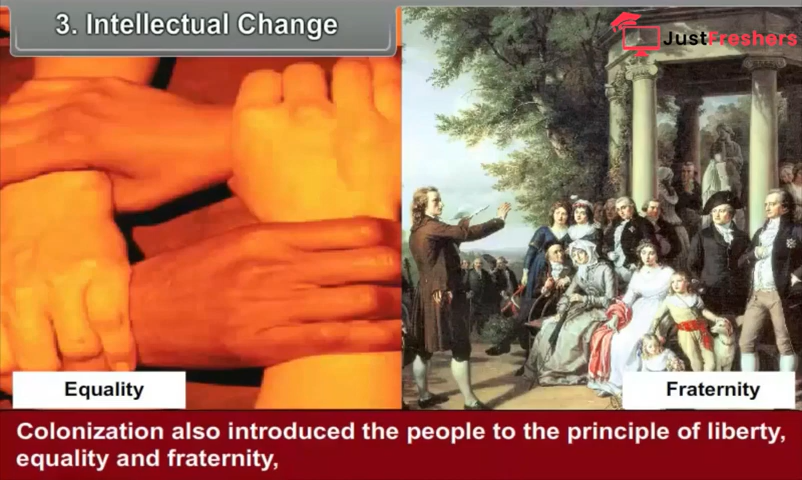 3. Intellectual Change
JustFreshers
Equality
Fraternity
Colonization also introduced the people to the principle of liberty,
equality and fraternity,